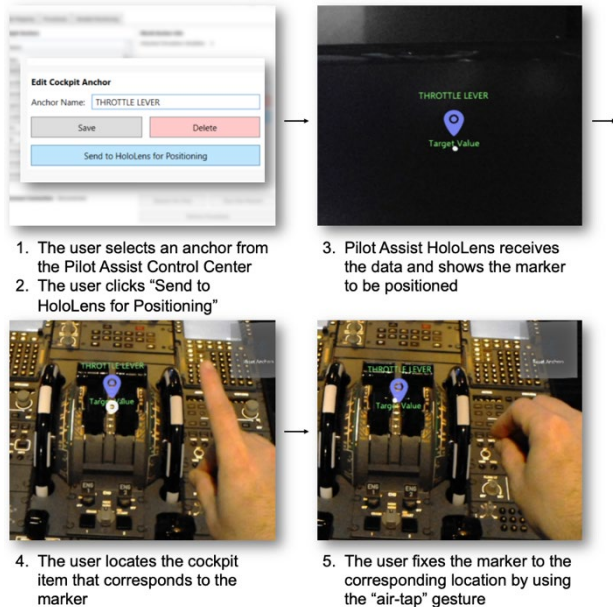 Edit Cockpit Anchor
Anchor Name: THROTTLE LEVER
Save
Delete
Send to HoloLens for Positioning
1. The user selects an anchor from
the Pilot Assist Control Center
2. The user clicks “Send to
HoloLens for Positioning”
THROTTLE LEVER
Target Value
3. Pilot Assist HoloLens receives
the data and shows the marker
to be positioned
THROTTLE LEVER
Target Value
ENG
ENG
4. The user locates the cockpit
item that corresponds to the
marker
THROTTLE LEVER
Target Value
ENG
ENG
5. The user fixes the marker to the
corresponding location by using
the “air-tap” gesture